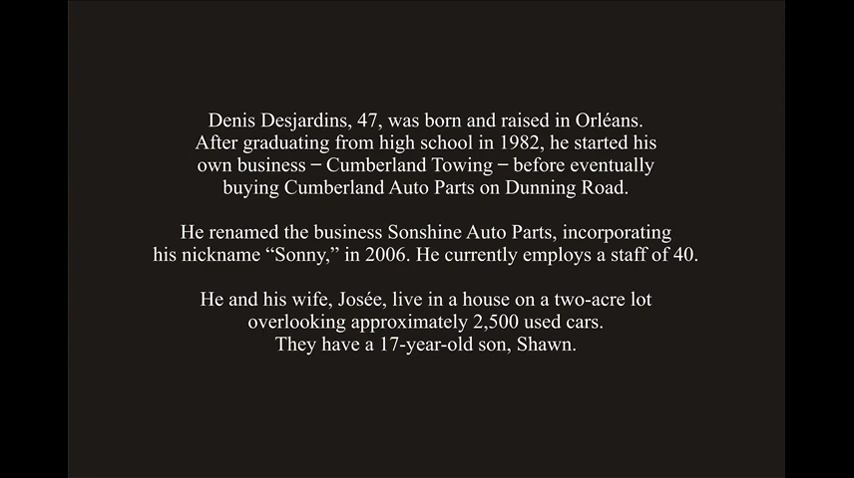 Denis Desjardins, 47, was born and raised in Orléans.
After graduating from high school in 1982, he started his
own business – Cumberland Towing – before eventually
buying Cumberland Auto Parts on Dunning Road.
He renamed the business Sonshine Auto Parts, incorporating
his nickname “Sonny,” in 2006. He currently employs a staff of 40.
He and his wife, Josée, live in a house on a two-acre lot
overlooking approximately 2,500 used cars.
They have a 17-year-old son, Shawn.